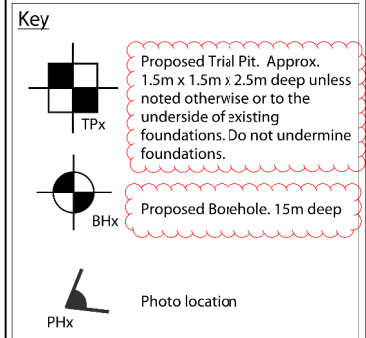 Key
Proposed Trial Pit. Approx.
1.5m x 1.5m x 2.5m deep unless
noted otherwise or to the
underside of existing
foundations. Do not undermine
foundations.
TPx
Proposed Borehole. 15m deep
BHx
Photo location
PHx